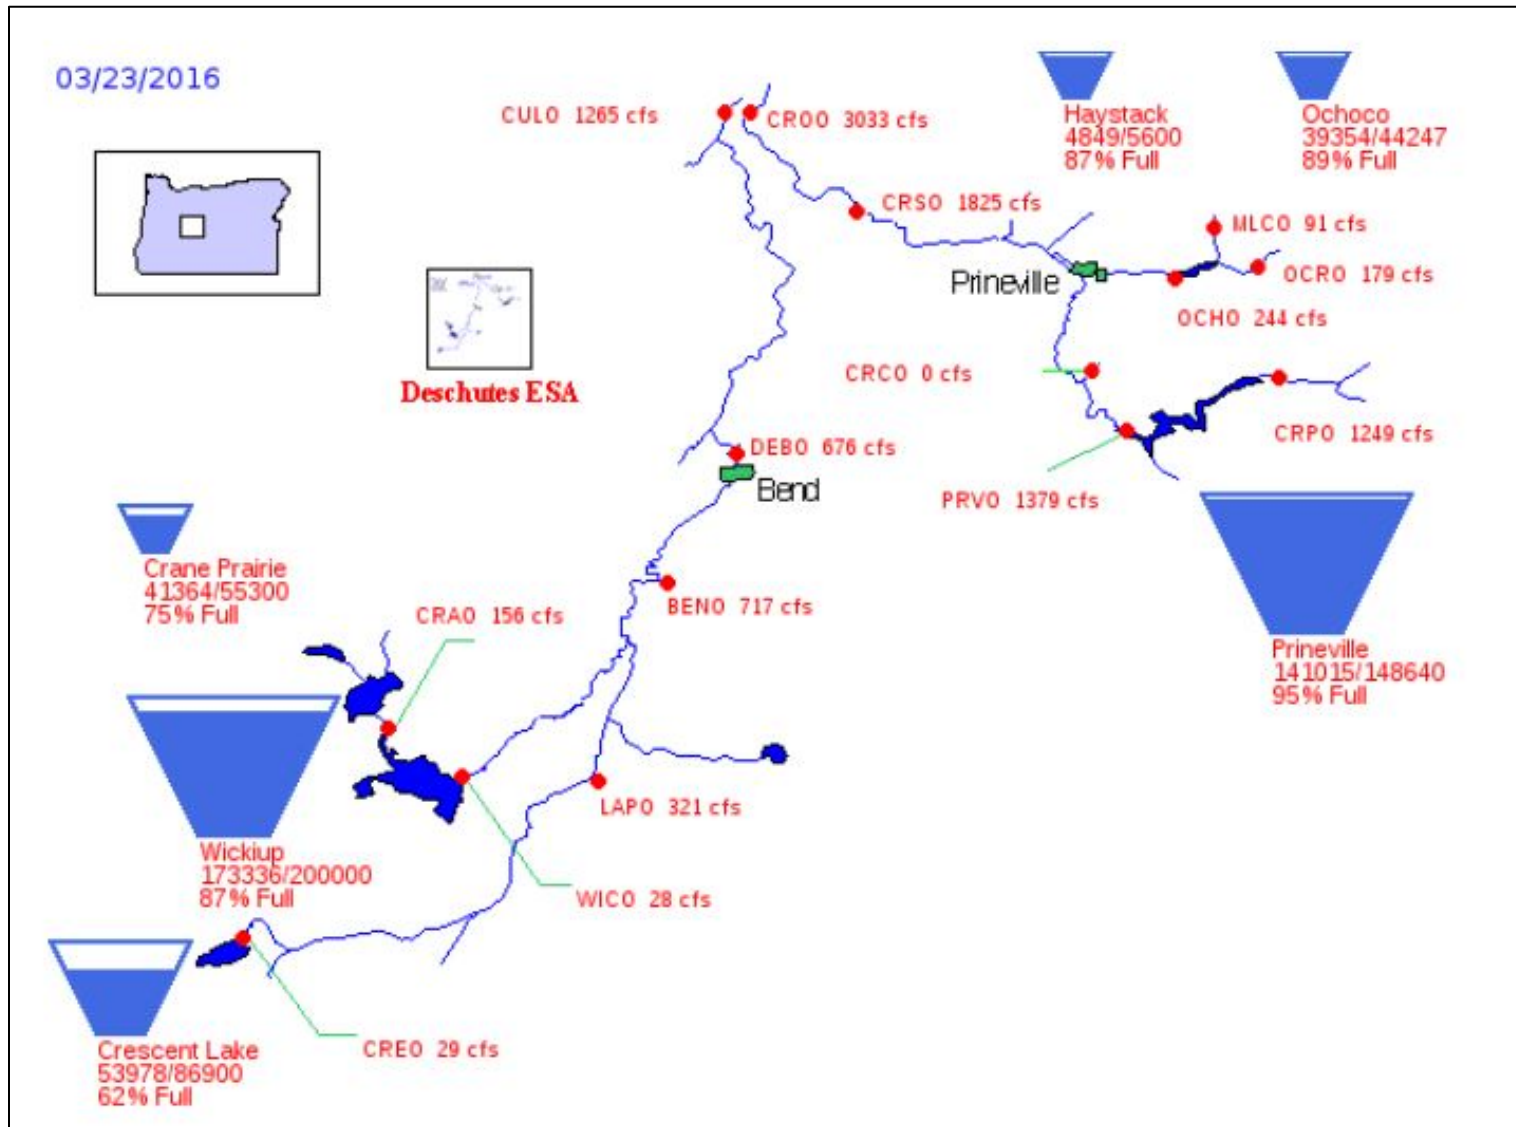 03/23/2016
CULO 1265 cfs
CROO 3033 cfs
Haystack
4849/5600
87% Full
Ochoco
39354/44247
89% Full
CRSO 1825 cfs
MLCO 91 cfs
OCRO 179 cfs
Prineville
OCHO 244 cfs
Deschutes ESA
CRCO 0 cfs
CRPO 1249 cfs
DEBO 676 cfs
Bend
PRVO 1379 cfs
Crane Prairie
41364/55300
75% Full
CRAO 156 cfs
BENO 717 cfs
Prineville
141015/148640
95% Full
LAPO 321 cfs
Wickiup
173336/200000
87% Full
WICO 28 cfs
CREO 29 cfs
Crescent Lake
53978/86900
62% Full